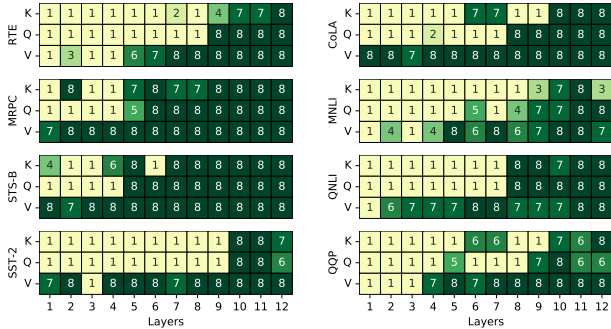 RTE
K 1 1 1 1 1 1 2 1 4 7 7 8
Q 1 1 1 1 1 1 1 1 8 8 8 8
V 1 3 1 1 6 7 8 8 8 8 8 8
MRPC
K 1 8 1 1 7 8 7 7 8 8 8 8
Q 1 1 1 1 5 8 8 8 8 8 8 8
V 7 8 8 8 8 8 8 8 8 8 8 8
STS-B
K 4 1 1 6 8 1 8 8 8 8 8 8
Q 1 1 1 1 8 8 8 8 8 8 8 8
V 8 7 8 8 8 8 8 8 8 8 8 8
SST-2
K 1 1 1 1 1 1 1 1 1 8 8 7
Q 1 1 1 1 1 1 1 1 1 8 8 6
V 7 8 1 8 8 8 7 8 8 8 8 8
1 2 3 4 5 6 7 8 9 10 11 12
Layers
CoLA
K 1 1 1 1 1 7 7 1 1 8 8 8
Q 1 1 1 2 1 1 1 8 8 8 8 8
V 8 8 7 8 8 8 8 8 8 8 8 8
MNLI
K 1 1 1 1 1 1 1 1 3 7 8 3
Q 1 1 1 1 1 5 1 4 7 7 8 8
V 1 4 1 4 8 6 8 6 7 8 8 7
QNLI
K 1 1 1 1 1 1 1 8 8 7 8 8
Q 1 1 1 1 1 1 1 8 8 8 8 8
V 1 6 7 7 7 8 8 7 7 7 8 8
QQP
K 1 1 1 1 1 6 6 1 1 7 6 8
Q 1 1 1 1 5 1 1 1 7 8 6 6
V 1 1 1 7 8 7 8 8 8 8 8 8
1 2 3 4 5 6 7 8 9 10 11 12
Layers